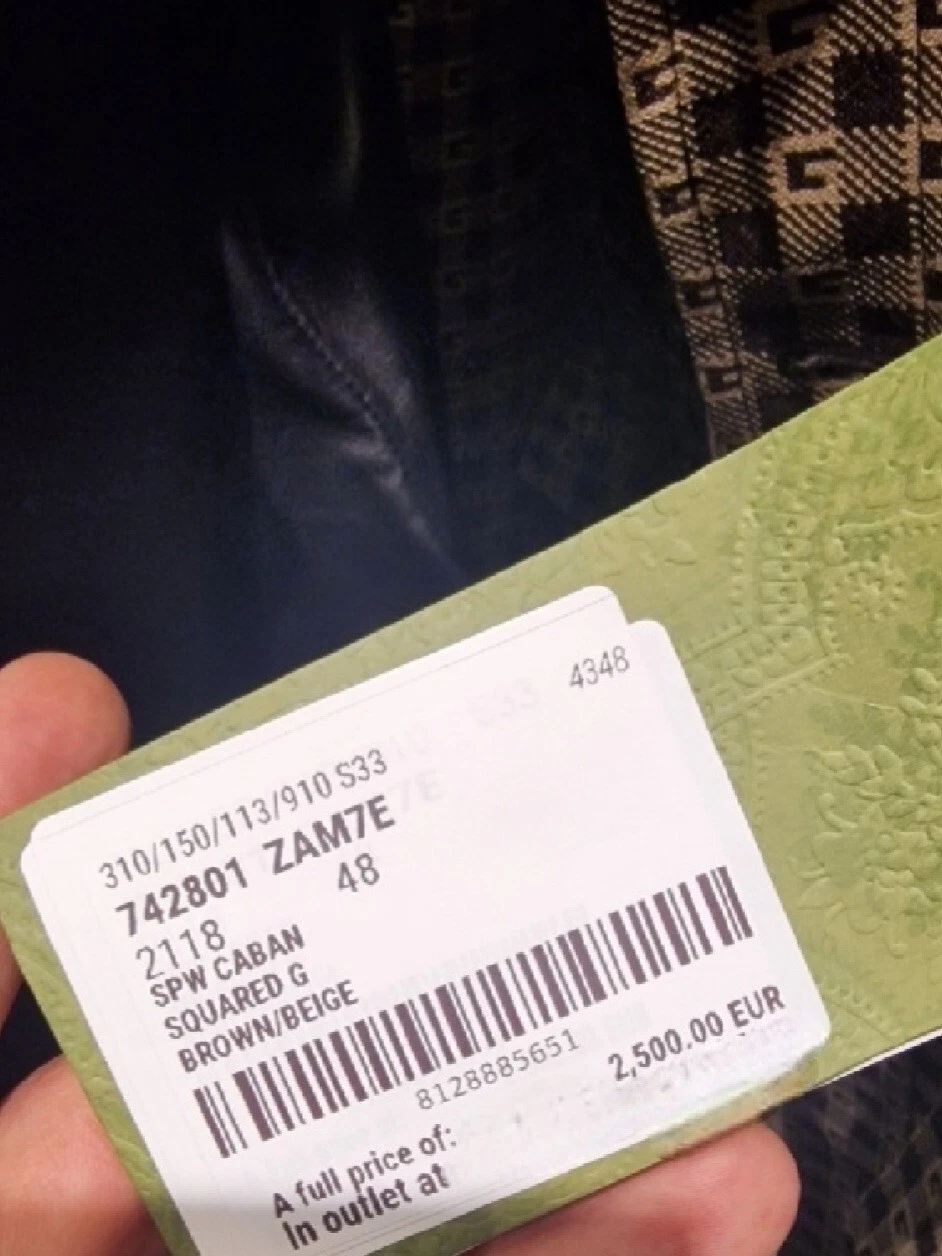 4348
310/150/113/910 S33
742801 ZAM7E
2118 48
SPW CABAN
SQUARED G
BROWN/BEIGE
8128885651
2,500.00 EUR
A full price of:
In outlet at